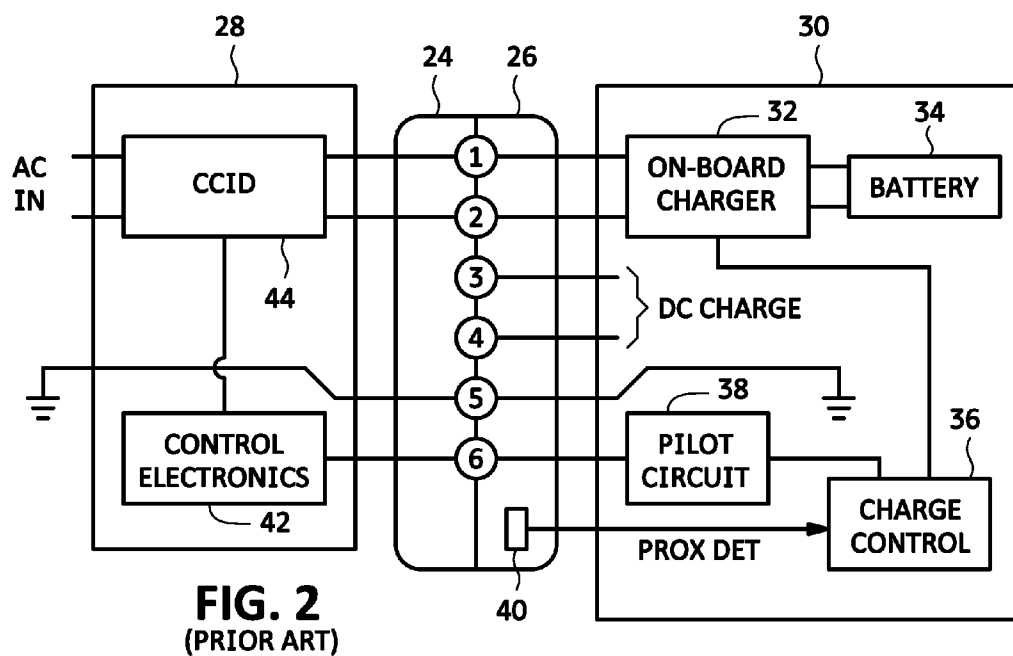 28
24
26
30
32
34
AC
IN
CCID
1
ON-BOARD
CHARGER
BATTERY
2
44
3
DC CHARGE
4
5
38
36
CONTROL
ELECTRONICS
6
PILOT
CIRCUIT
42
CHARGE
CONTROL
PROX DET
40
FIG. 2
(PRIOR ART)